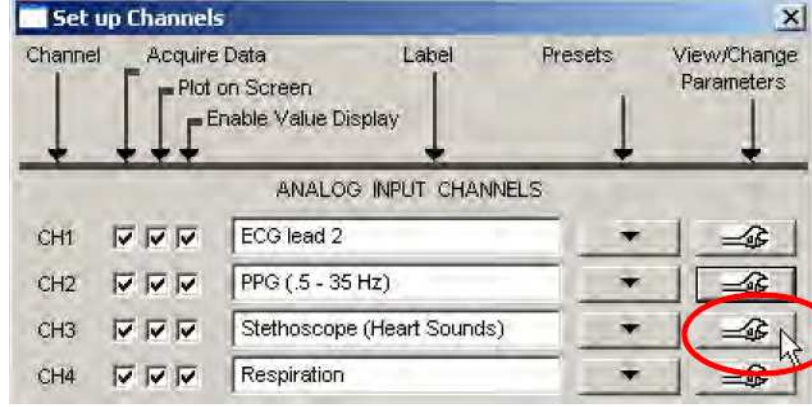 Set up Channels
Channel Acquire Data Label Presets View/Change
Plot on Screen Parameters
Enable Value Display
ANALOG INPUT CHANNELS
CH1 ECG lead 2
CH2 PPG (.5 - 35 Hz)
CH3 Stethoscope (Heart Sounds)
CH4 Respiration